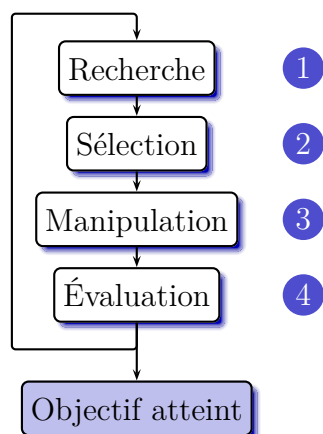 Recherche 1
Sélection 2
Manipulation 3
Évaluation 4
Objectif atteint